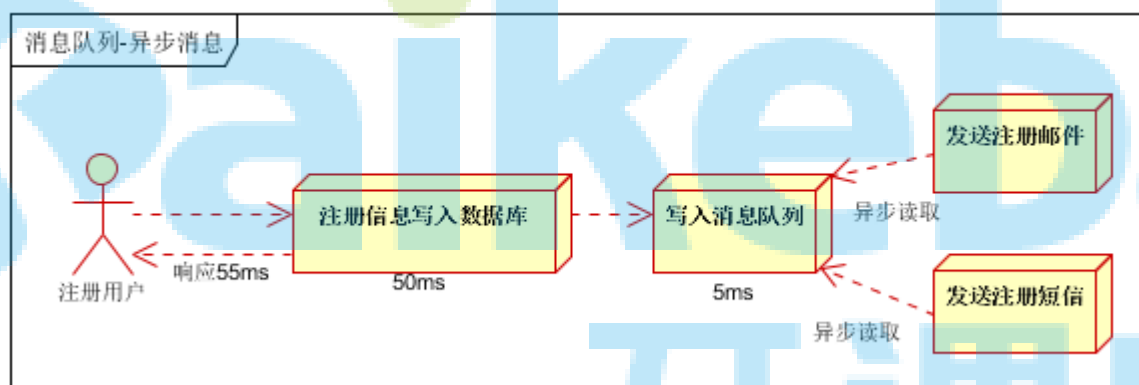 消息队列-异步消息
发送注册邮件
注册信息写入数据库
写入消息队列
异步读取
响应55ms
50ms
5ms
注册用户
发送注册短信
异步读取
aikeb